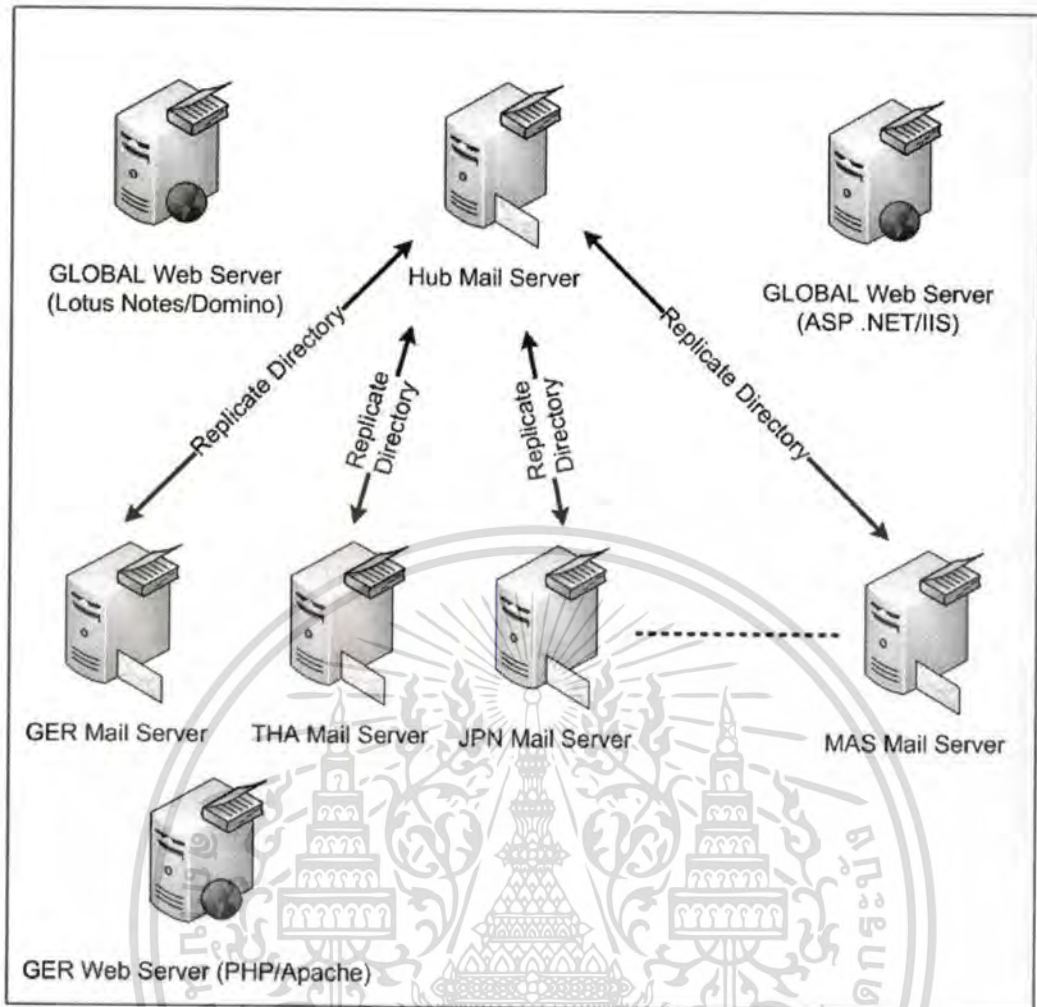 GLOBAL Web Server
(Lotus Notes/Domino)
Hub Mail Server
GLOBAL Web Server
(ASP .NET/IIS)
Replicate Directory
Replicate
Directory
Replicate
Directory
Replicate Directory
GER Mail Server
THA Mail Server
JPN Mail Server
MAS Mail Server
GER Web Server (PHP/Apache)